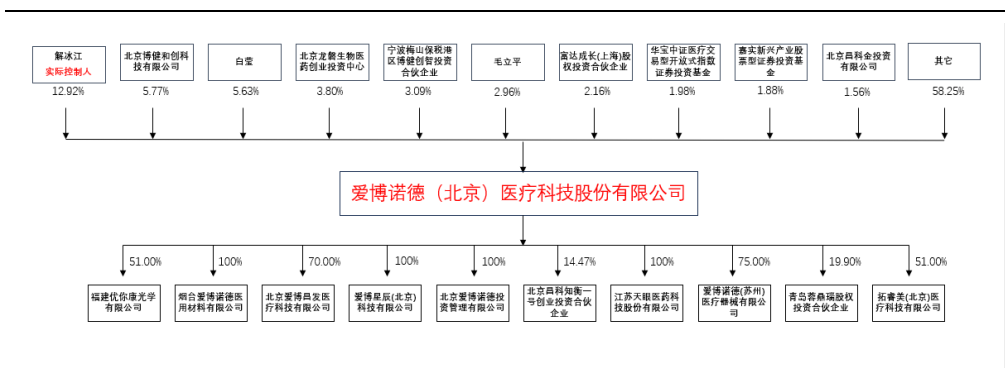 解冰江
实际控制人
北京博健和创科
技有限公司
白莹
北京龙磐生物医
药创业投资中心
宁波梅山保税港
区博健创智投资
合伙企业
毛立平
富达成长(上海)股
权投资合伙企业
华宝中证医疗交
易型开放式指数
证券投资基金
嘉实新兴产业股
票型证券投资基
金
北京昌科金投资
有限公司
其它
12.92%
5.77%
5.63%
3.80%
3.09%
2.96%
2.16%
1.98%
1.88%
1.56%
58.25%
爱博诺德（北京）医疗科技股份有限公司
51.00%
100%
70.00%
100%
100%
14.47%
100%
75.00%
19.90%
51.00%
福建优你康光学
有限公司
烟台爱博诺德医
用材料有限公司
北京爱博昌发医
疗科技有限公司
爱博星辰(北京)
科技有限公司
北京爱博诺德投
资管理有限公司
北京昌科知衡一
号创业投资合伙
企业
江苏天眼医药科
技股份有限公司
爱博诺德(苏州)
医疗器械有限公
司
青岛蓉鼎瑞股权
投资合伙企业
拓睿美(北京)医
疗科技有限公司